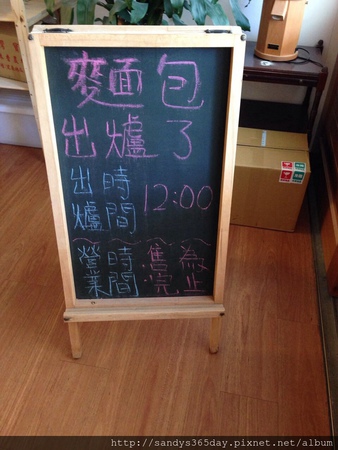 麵包
出爐了
出爐時間 12:00
營業時間 售完為止
http://sandys365day.pixnet.net/album